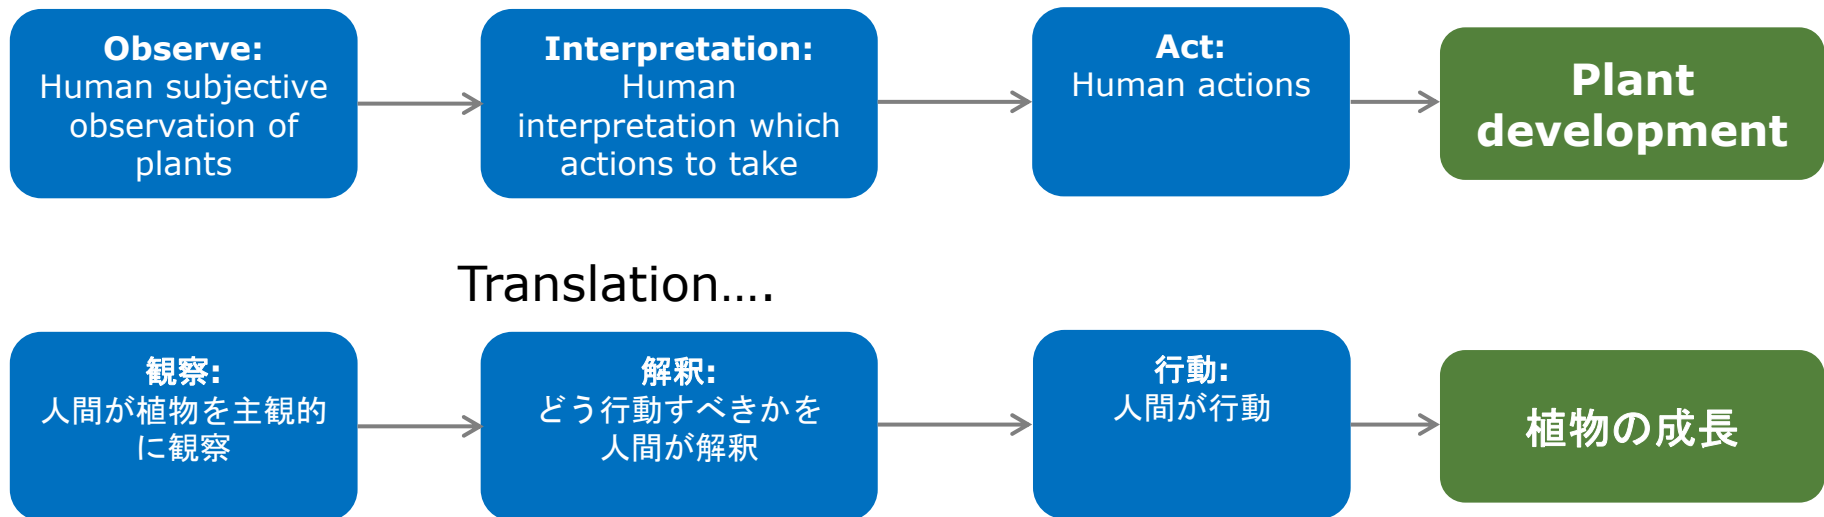 Observe:
Human subjective
observation of
plants
Interpretation:
Human
interpretation which
actions to take
Act:
Human actions
Plant
development
Translation….
観察:
人間が植物を主観的
に観察
解釈:
どう行動すべきかを
人間が解釈
行動:
人間が行動
植物の成長